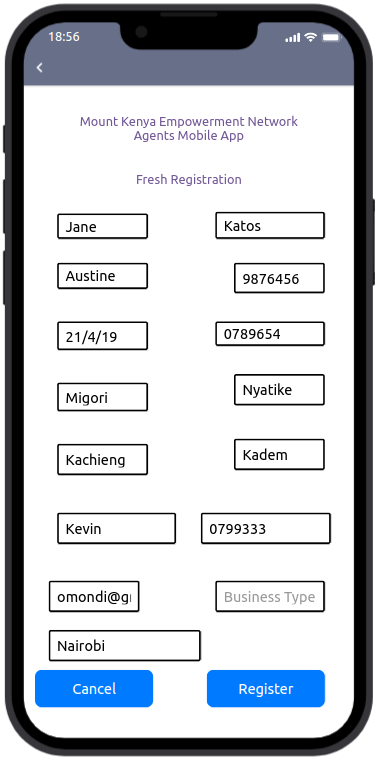 18:56
Mount Kenya Empowerment Network
Agents Mobile App
Fresh Registration
Jane
Katos
Austine
9876456
21/4/19
0789654
Migori
Nyatike
Kachieng
Kadem
Kevin
0799333
omondi@g
Business Type
Nairobi
Cancel
Register